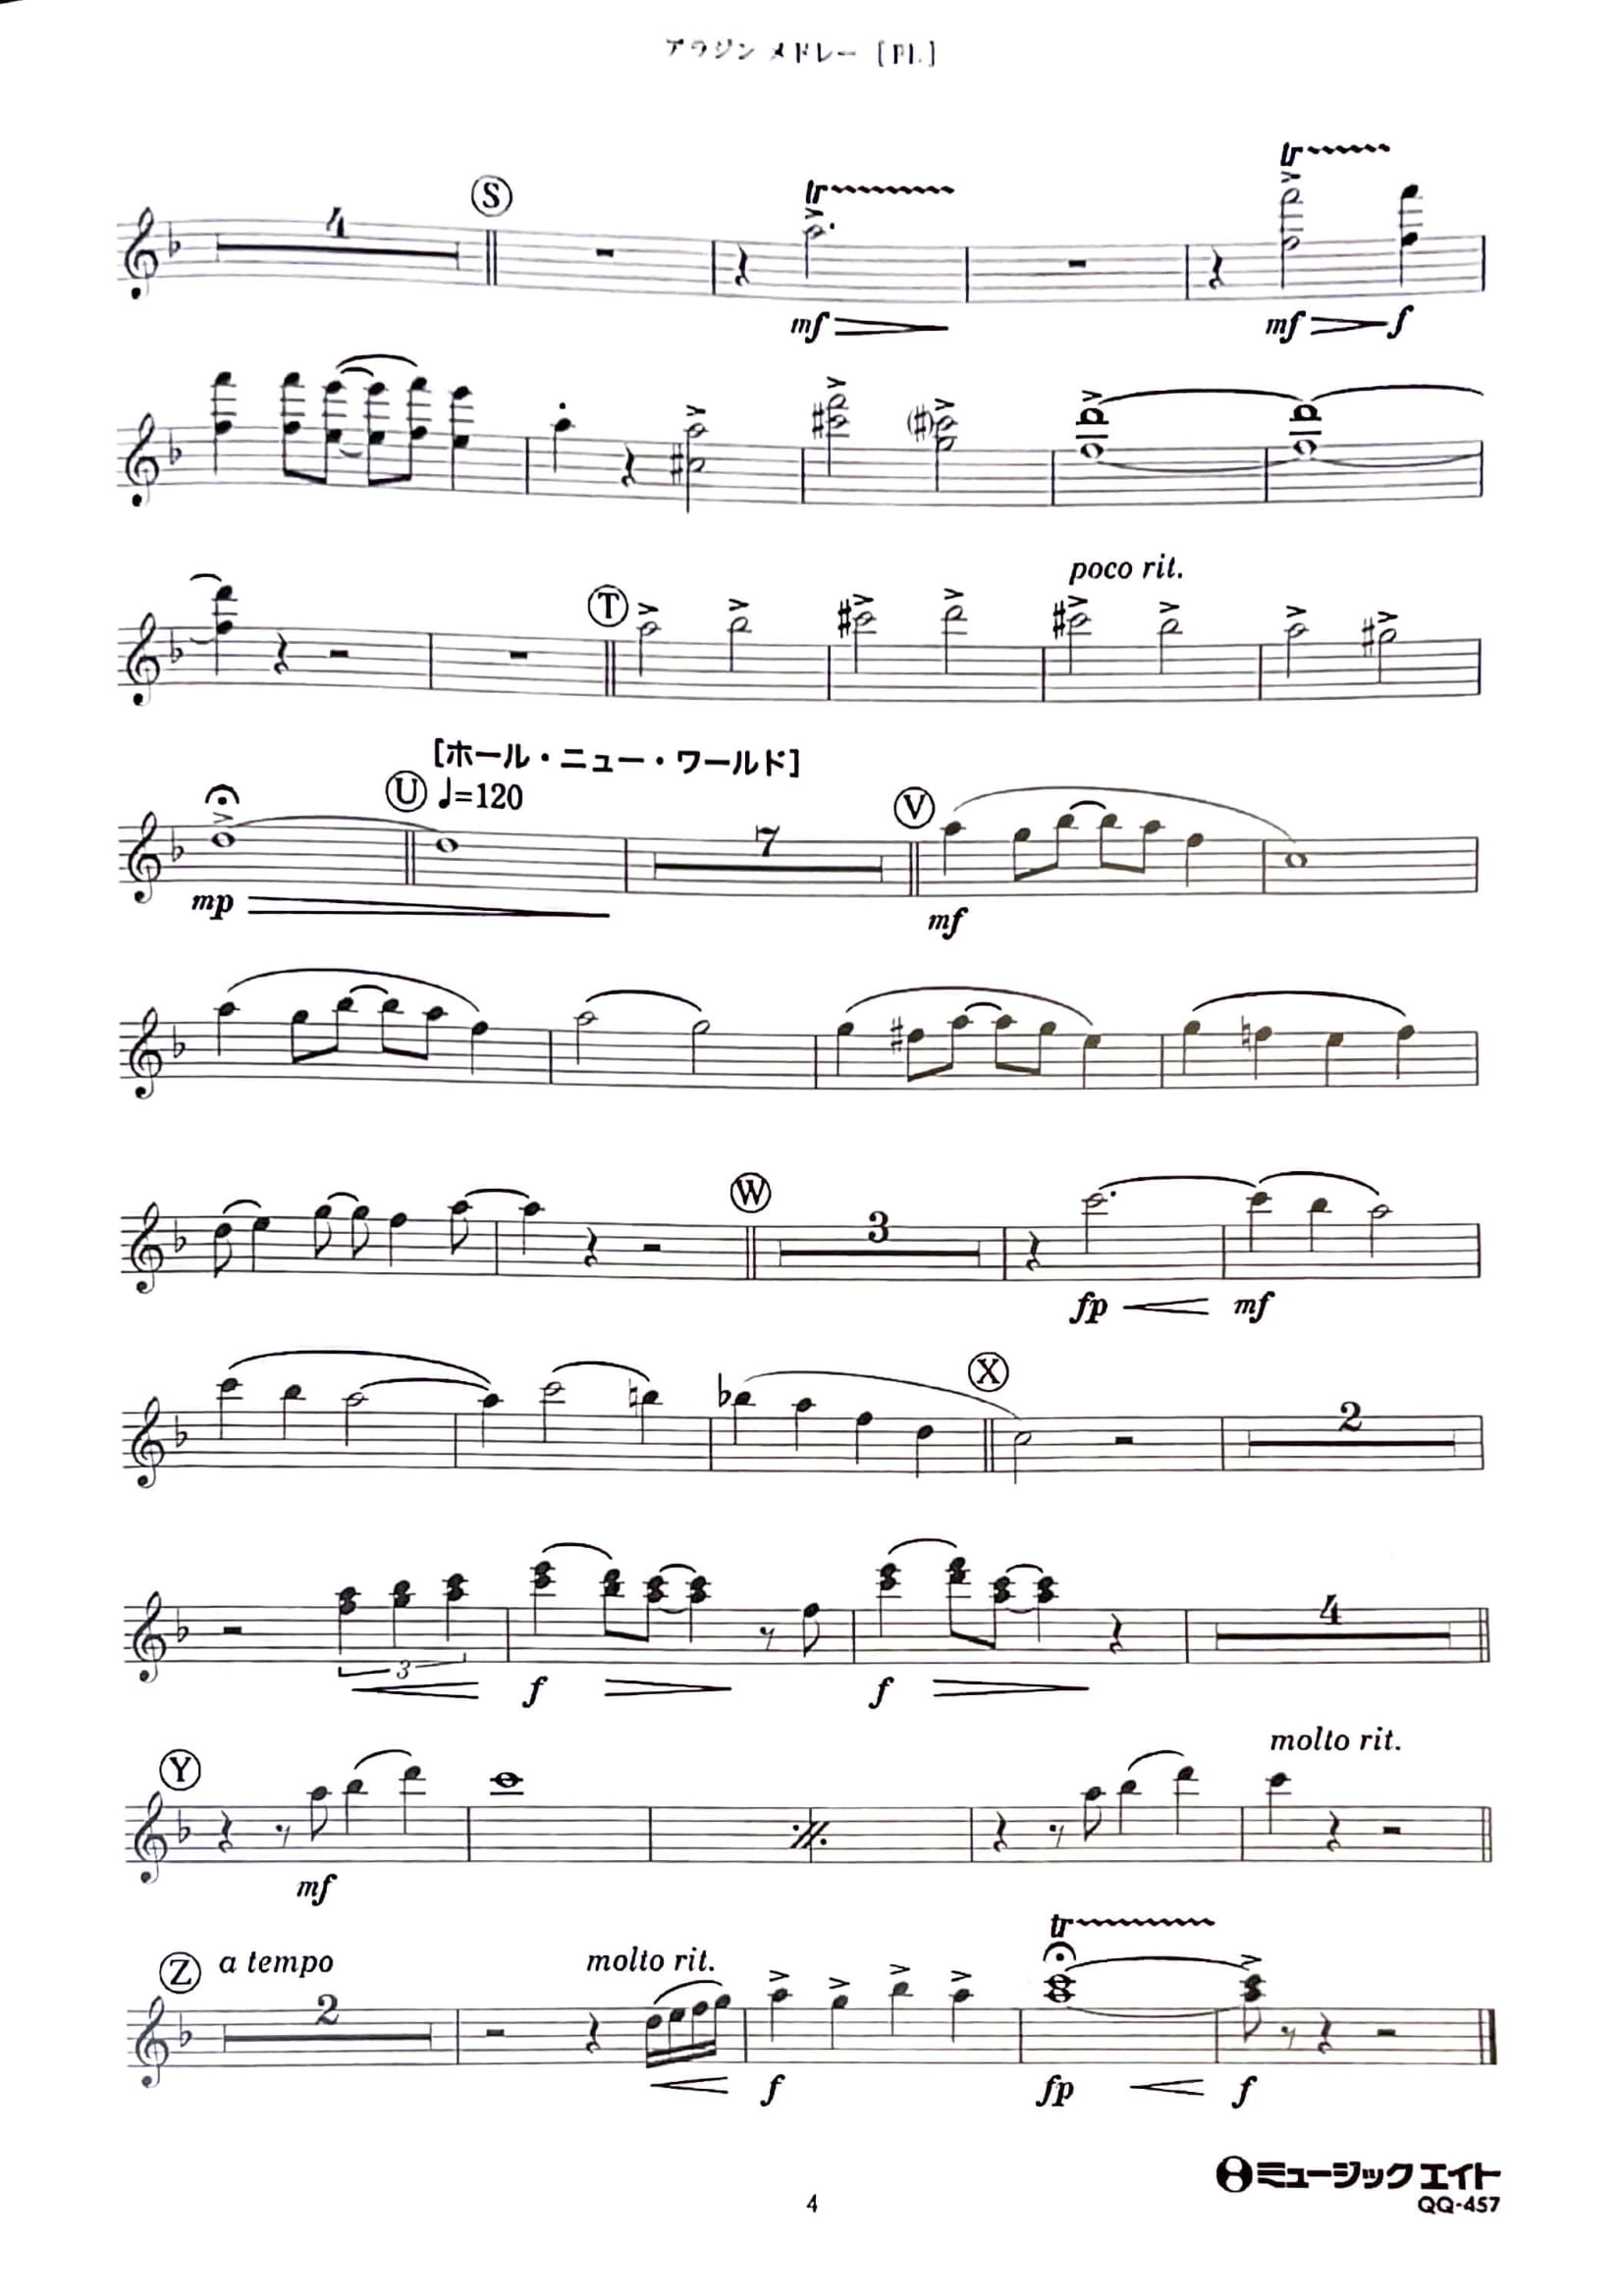 アラジン メドレー [Fl.]
4
S
tr
tr
mf
mf
f
poco rit.
T
[ホール・ニュー・ワールド]
U ♩=120
7
V
mp
mf
W
3
fp
mf
X
2
4
3
f
f
molto rit.
Y
mf
tr
Z a tempo
molto rit.
2
f
fp
f
ミュージックエイト
QQ-457
4